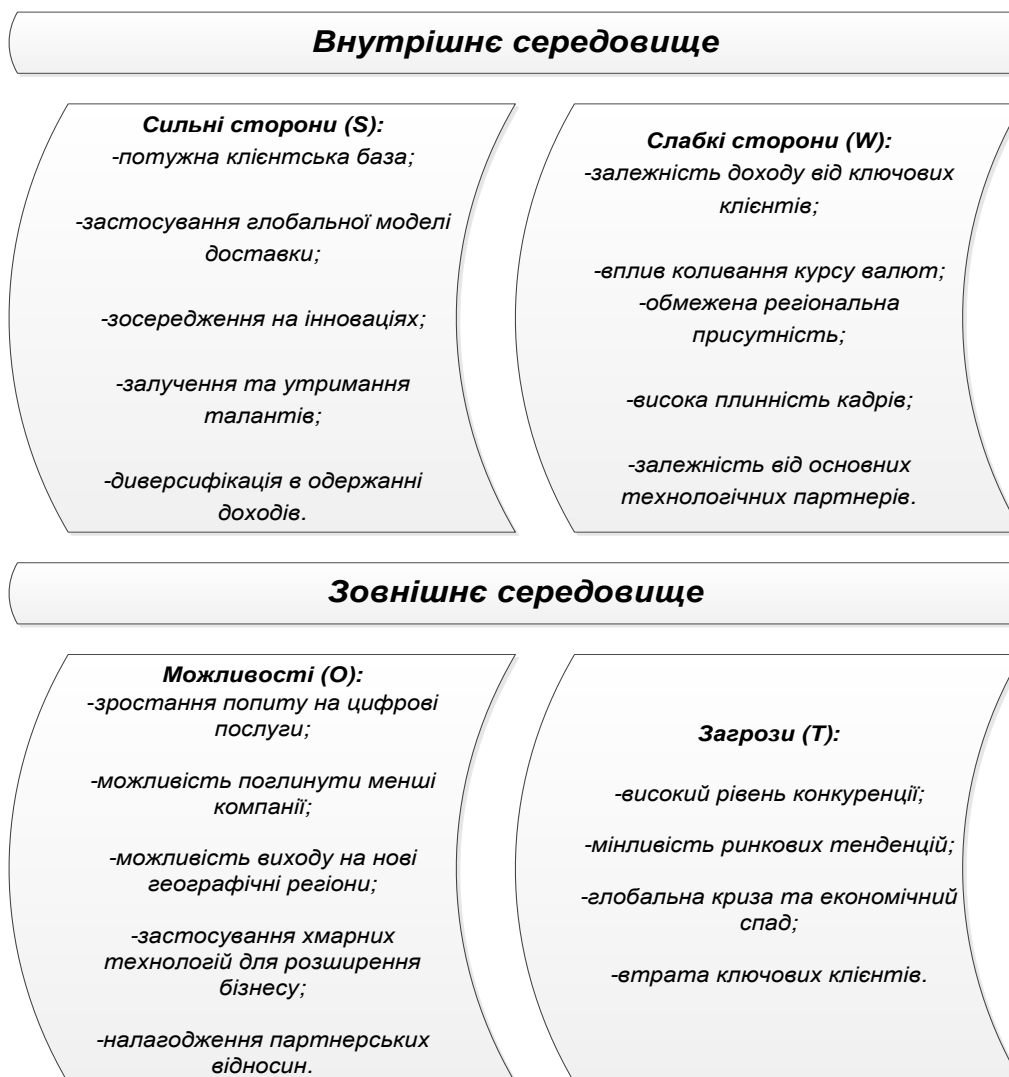 Внутрішнє середовище
Сильні сторони (S):
-потужна клієнтська база;
-застосування глобальної моделі
доставки;
-зосередження на інноваціях;
-залучення та утримання
талантів;
-диверсифікація в одержанні
доходів.
Слабкі сторони (W):
-залежність доходу від ключових
клієнтів;
-вплив коливання курсу валют;
-обмежена регіональна
присутність;
-висока плинність кадрів;
-залежність від основних
технологічних партнерів.
Зовнішнє середовище
Можливості (O):
-зростання попиту на цифрові
послуги;
-можливість поглинути менші
компанії;
-можливість виходу на нові
географічні регіони;
-застосування хмарних
технологій для розширення
бізнесу;
-налагодження партнерських
відносин.
Загрози (T):
-високий рівень конкуренції;
-мінливість ринкових тенденцій;
-глобальна криза та економічний
спад;
-втрата ключових клієнтів.